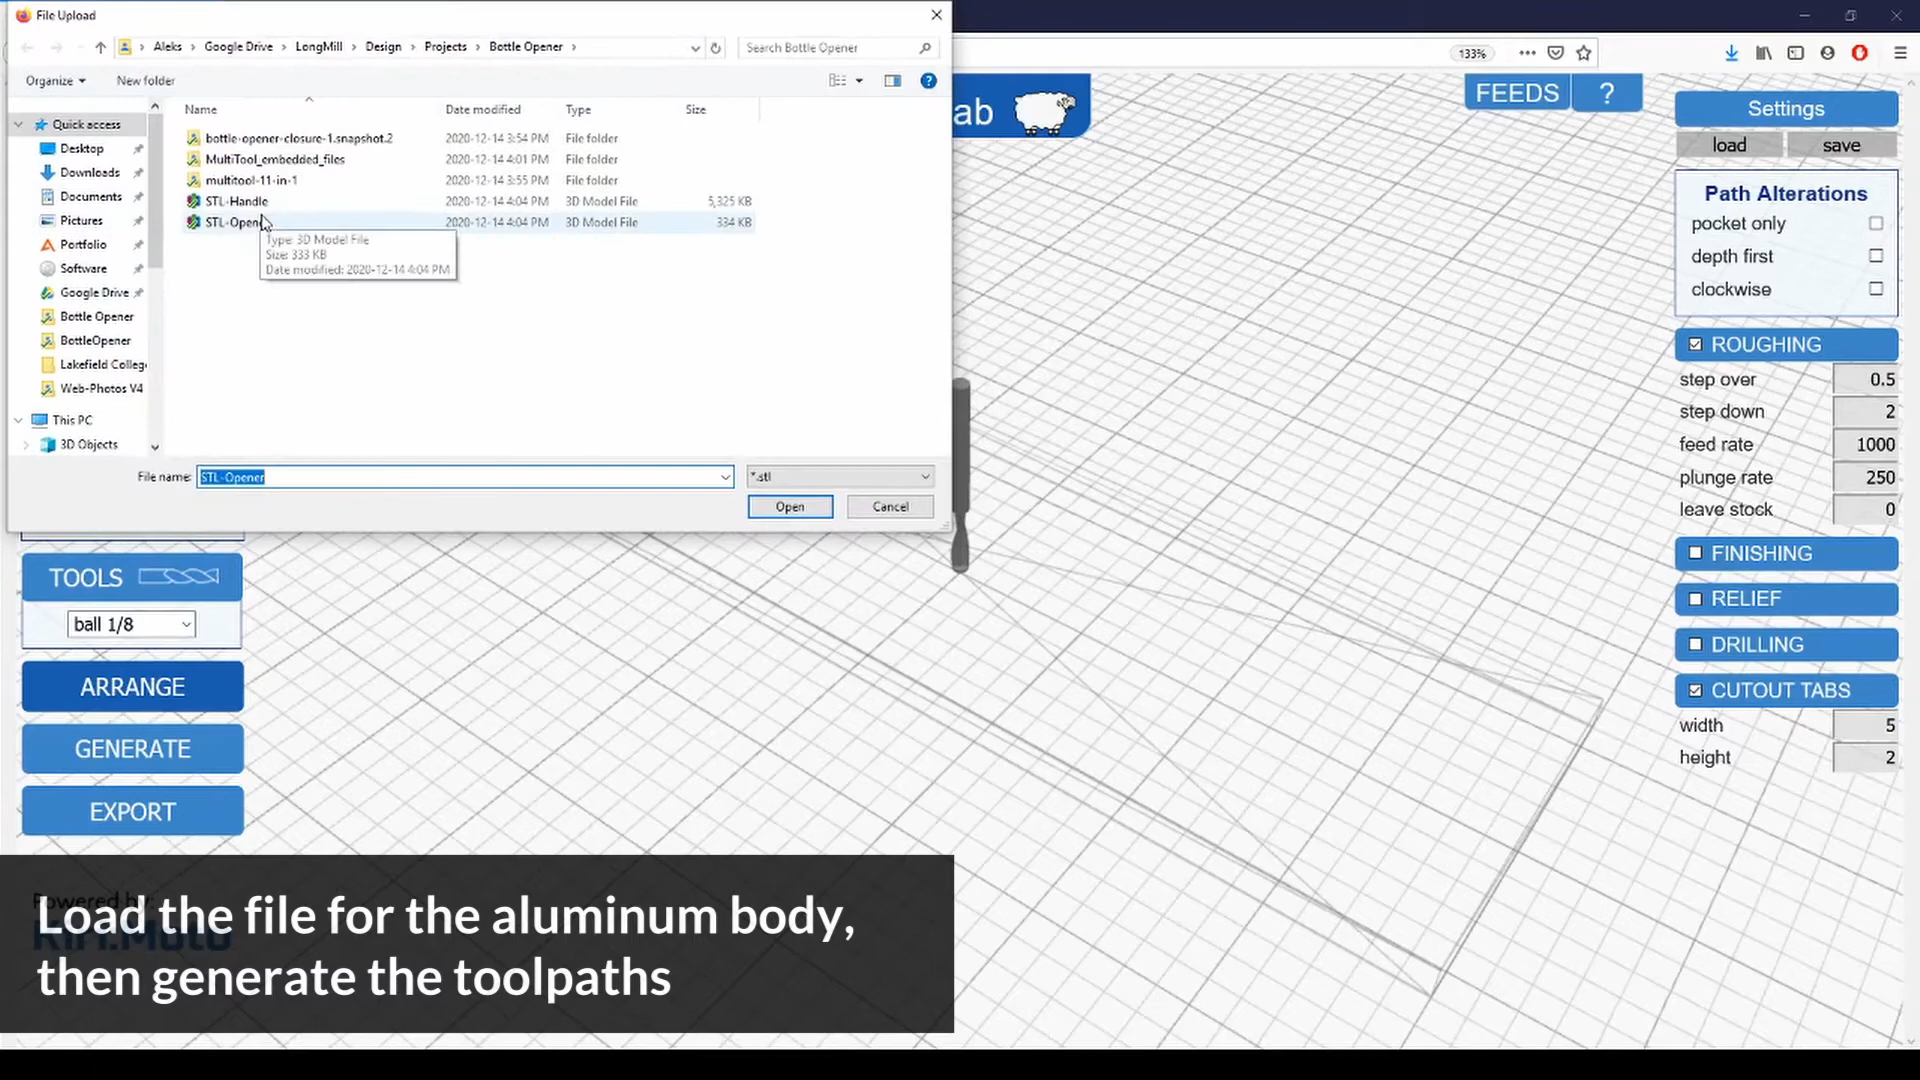 File Upload
Aleks > Google Drive > LongMill > Design > Projects > Bottle Opener >
Search Bottle Opener
Organize
New folder
Name
Date modified
Type
Size
Quick access
Desktop
Downloads
Documents
Pictures
Portfolio
Software
Google Drive
Bottle Opener
BottleOpener
Lakefield Colleg
Web-Photos V4
This PC
3D Objects
bottle-opener-closure-1.snapshot.2 2020-12-14 3:54 PM File folder
MultiTool_embedded_files 2020-12-14 4:01 PM File folder
multitool-11-in-1 2020-12-14 3:55 PM File folder
STL-Handle 2020-12-14 4:04 PM 3D Model File 5,325 KB
STL-Opener 2020-12-14 4:04 PM 3D Model File 334 KB
Type: 3D Model File
Size: 333 KB
Date modified: 2020-12-14 4:04 PM
File name: STL-Opener
*.stl
Open
Cancel
133%
ab
FEEDS
?
Settings
load
save
Path Alterations
pocket only
depth first
clockwise
ROUGHING
step over 0.5
step down 2
feed rate 1000
plunge rate 250
leave stock 0
FINISHING
RELIEF
DRILLING
CUTOUT TABS
width 5
height 2
TOOLS
ball 1/8
ARRANGE
GENERATE
EXPORT
Powered by:
Kiri:Moto
Load the file for the aluminum body,
then generate the toolpaths